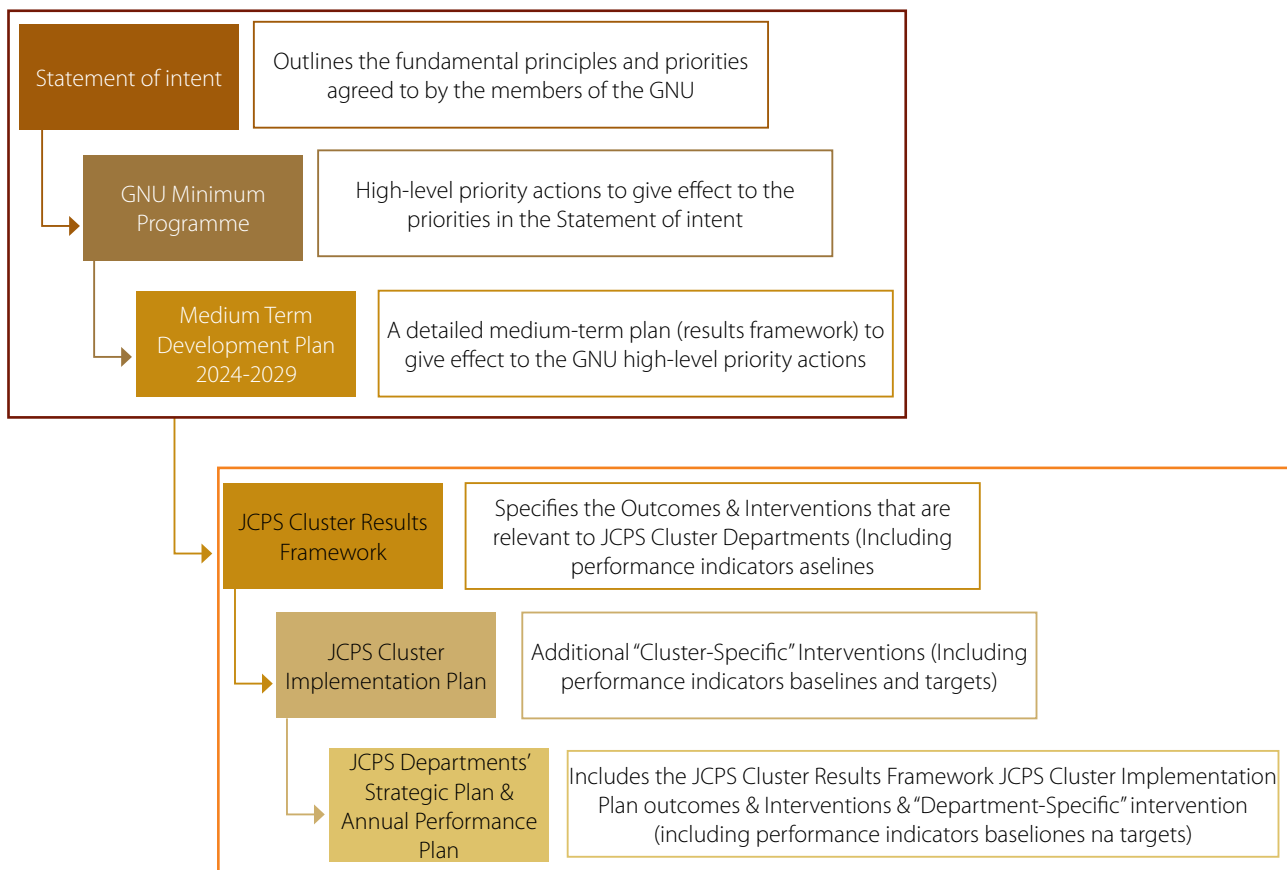 Statement of intent
Outlines the fundamental principles and priorities
agreed to by the members of the GNU
GNU Minimum
Programme
High-level priority actions to give effect to the
priorities in the Statement of intent
Medium Term
Development Plan
2024-2029
A detailed medium-term plan (results framework) to
give effect to the GNU high-level priority actions
JCPS Cluster Results
Framework
Specifies the Outcomes & Interventions that are
relevant to JCPS Cluster Departments (Including
performance indicators aselines
JCPS Cluster
Implementation Plan
Additional “Cluster-Specific” Interventions (Including
performance indicators baselines and targets)
JCPS Departments’
Strategic Plan &
Annual Performance
Plan
Includes the JCPS Cluster Results Framework JCPS Cluster Implementation
Plan outcomes & Interventions & “Department-Specific” intervention
(including performance indicators baseliones na targets)